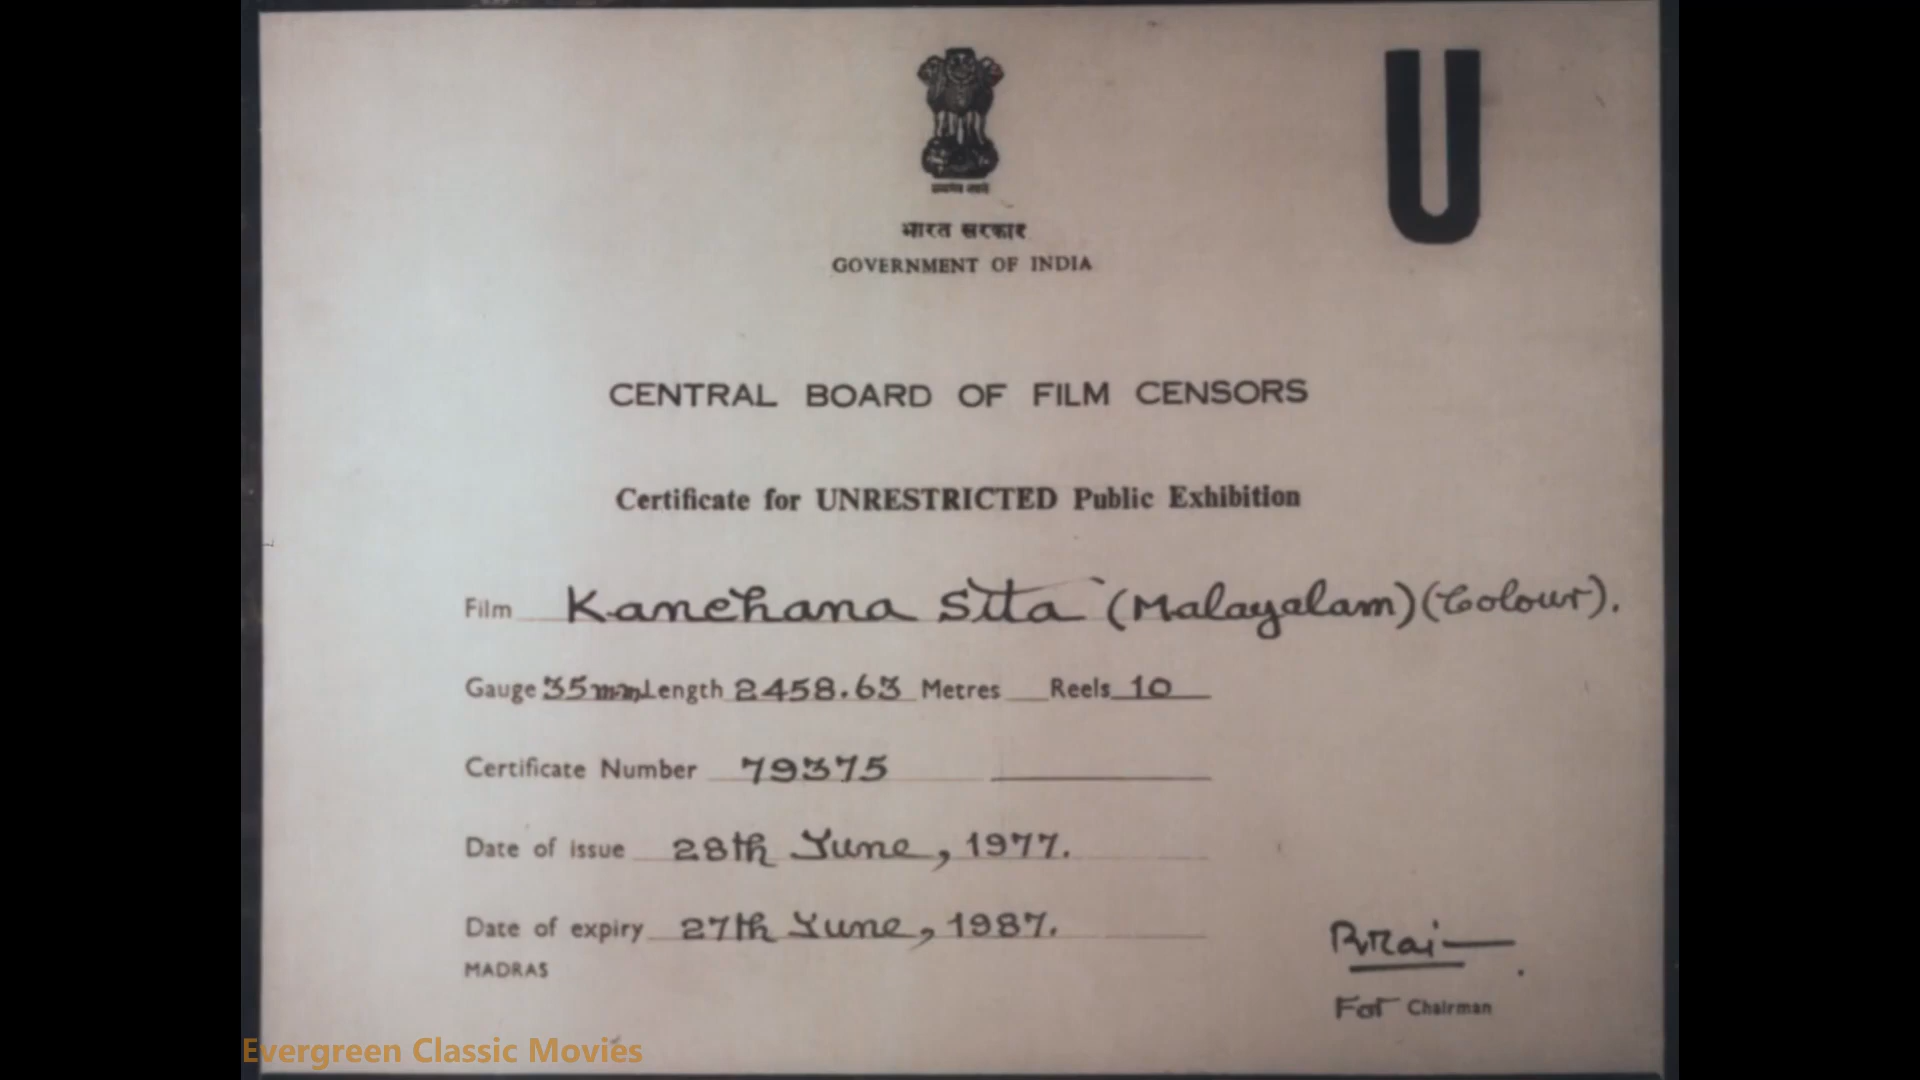 U
भारत सरकार
GOVERNMENT OF INDIA
CENTRAL BOARD OF FILM CENSORS
Certificate for UNRESTRICTED Public Exhibition
Film Kanchana Sita (Malayalam) (Colour).
Gauge 35mm Length 2458.63 Metres Reels 10
Certificate Number 79375
Date of issue 28th June, 1977.
Date of expiry 27th June, 1987.
MADRAS
For Chairman
Evergreen Classic Movies